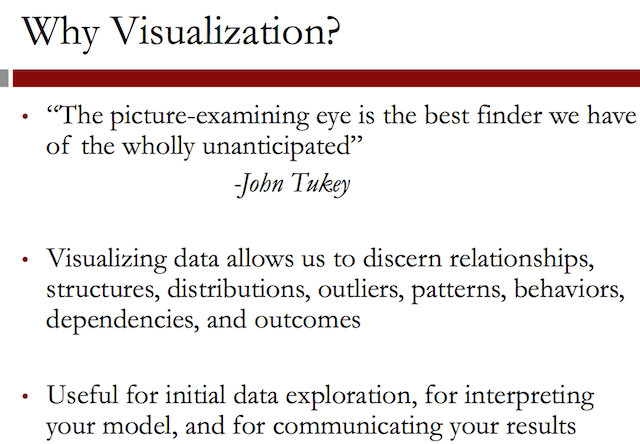 Why Visualization?
• “The picture-examining eye is the best finder we have
of the wholly unanticipated”
-John Tukey
• Visualizing data allows us to discern relationships,
structures, distributions, outliers, patterns, behaviors,
dependencies, and outcomes
• Useful for initial data exploration, for interpreting
your model, and for communicating your results